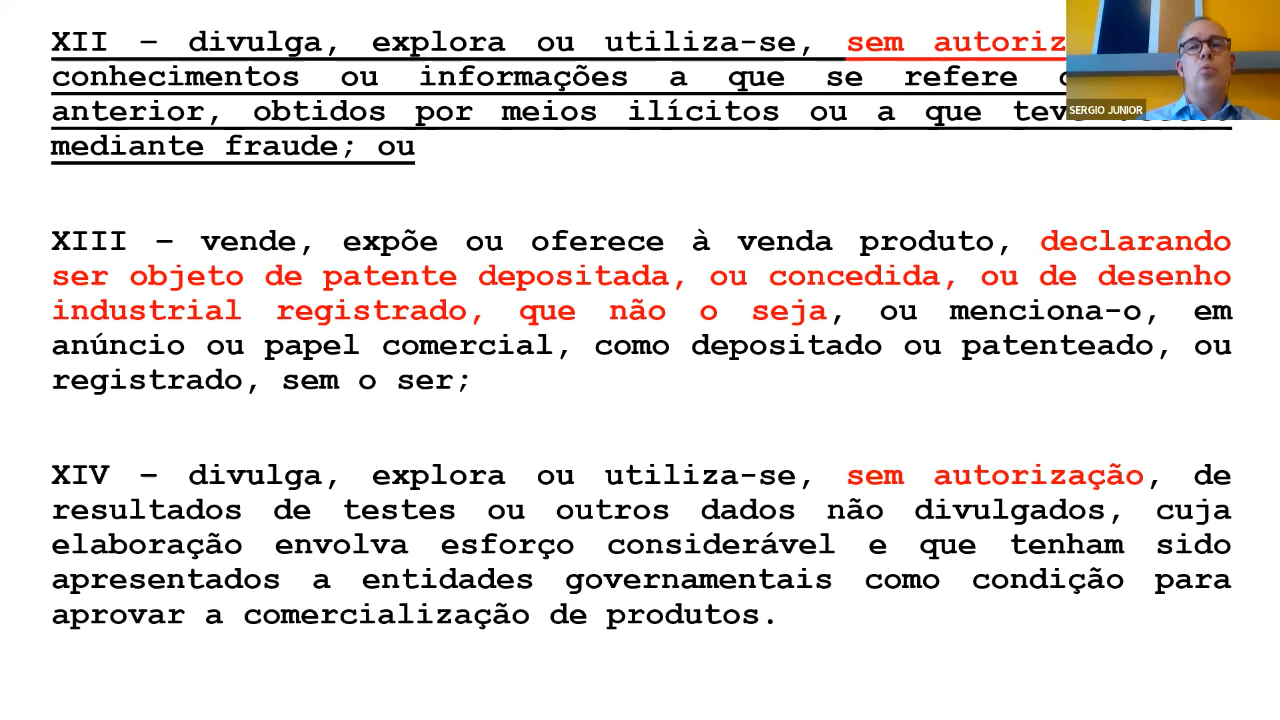 XII – divulga, explora ou utiliza-se, sem
conhecimentos ou informações a que se refere
anterior, obtidos por meios ilícitos ou a que
SERGIO JUNIOR
mediante fraude; ou
XIII – vende, expõe ou oferece à venda produto, declarando
ser objeto de patente depositada, ou concedida, ou de desenho
industrial registrado, que não o seja, ou menciona-o, em
anúncio ou papel comercial, como depositado ou patenteado, ou
registrado, sem o ser;
XIV – divulga, explora ou utiliza-se, sem autorização, de
resultados de testes ou outros dados não divulgados, cuja
elaboração envolva esforço considerável e que tenham sido
apresentados a entidades governamentais como condição para
aprovar a comercialização de produtos.